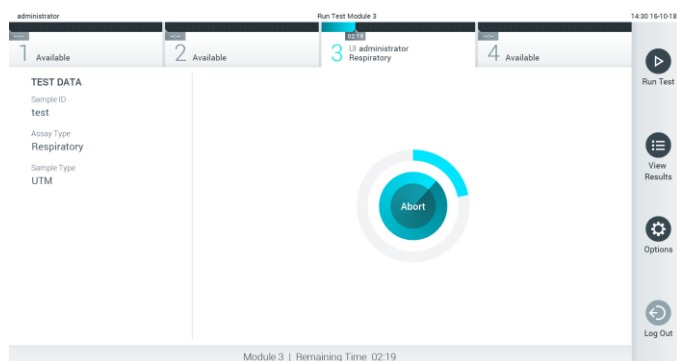 administrator
Run Test Module 3
14:30 16-10-18
--:--
1 Available
--:--
2 Available
02:19
3 UI administrator
Respiratory
--:--
4 Available
TEST DATA
Sample ID
test
Assay Type
Respiratory
Sample Type
UTM
Abort
Run Test
View
Results
Options
Log Out
Module 3 | Remaining Time 02:19